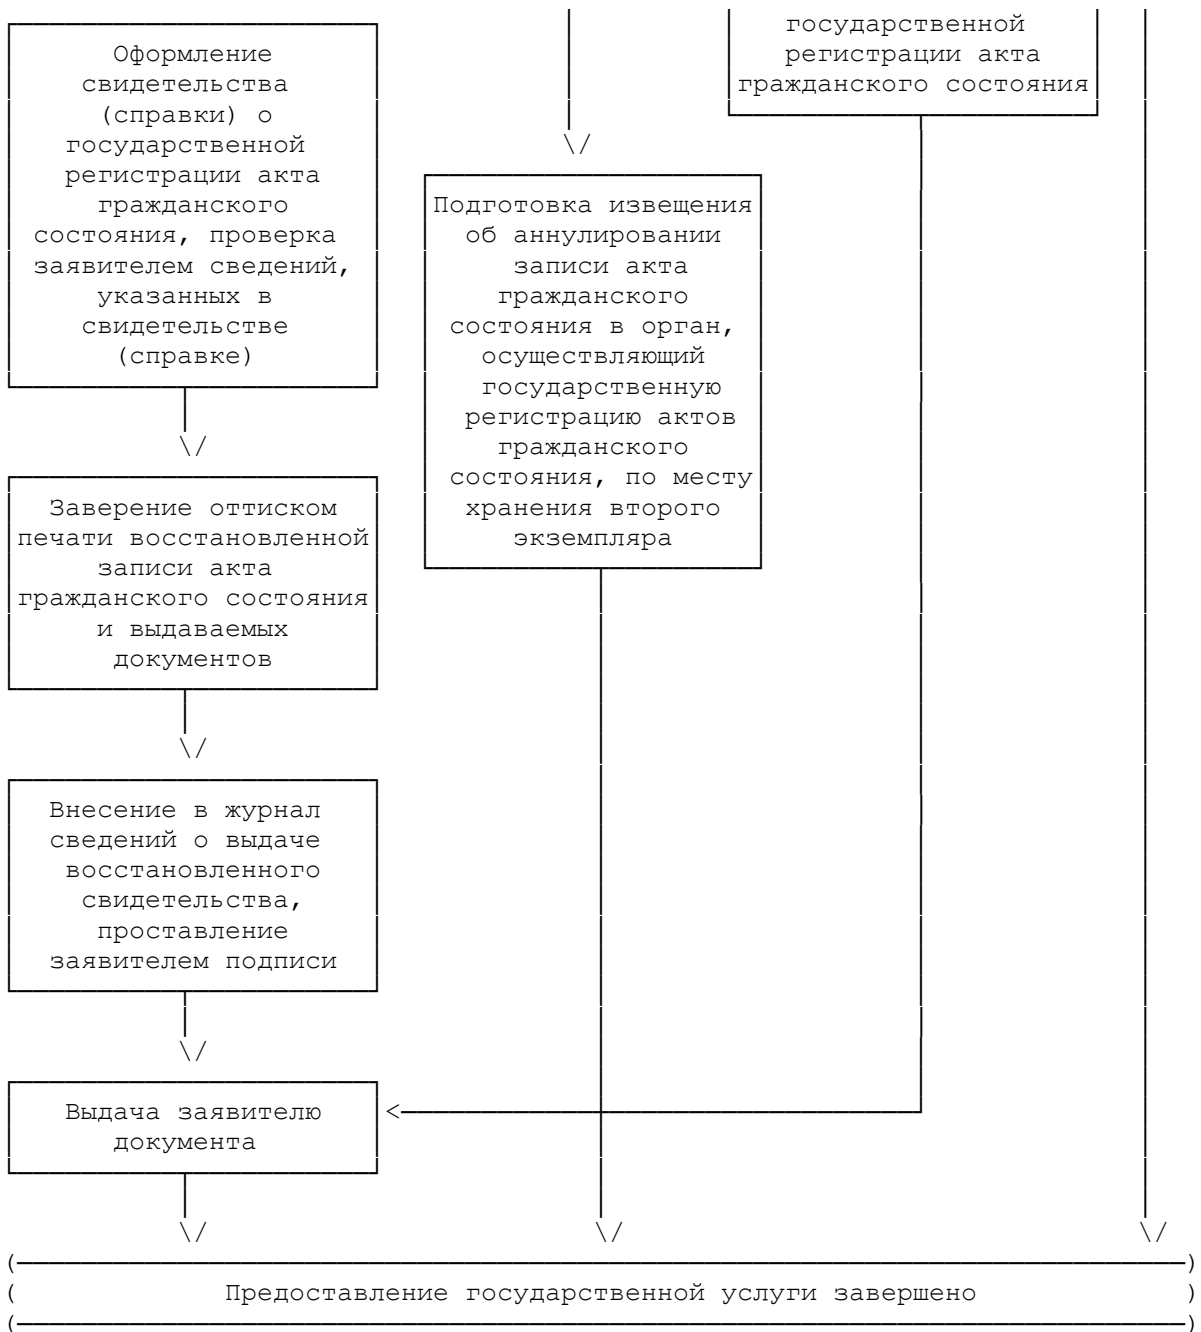 государственной
регистрации акта
гражданского состояния
Оформление
свидетельства
(справки) о
государственной
регистрации акта
гражданского
состояния, проверка
заявителем сведений,
указанных в
свидетельстве
(справке)
Подготовка извещения
об аннулировании
записи акта
гражданского
состояния в орган,
осуществляющий
государственную
регистрацию актов
гражданского
состояния, по месту
хранения второго
экземпляра
Заверение оттиском
печати восстановленной
записи акта
гражданского состояния
и выдаваемых
документов
Внесение в журнал
сведений о выдаче
восстановленного
свидетельства,
проставление
заявителем подписи
Выдача заявителю
документа
Предоставление государственной услуги завершено